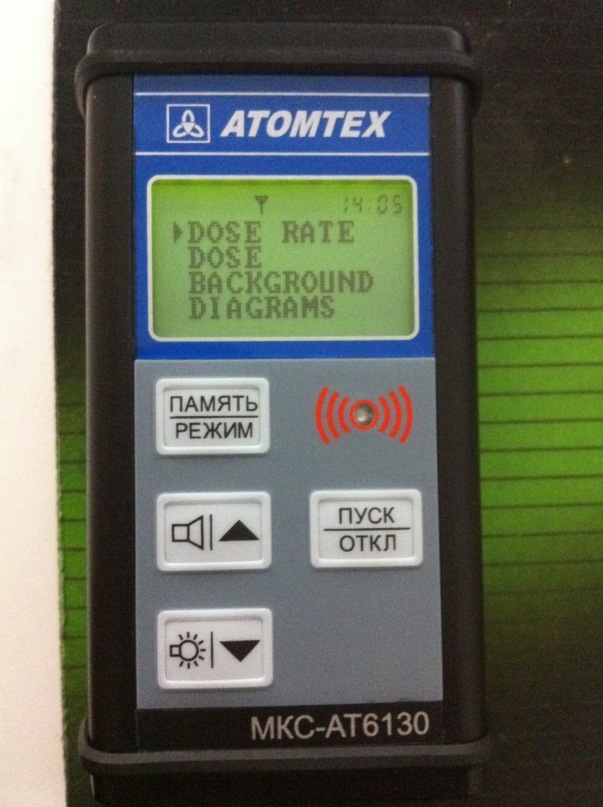 ATOMTEX
14:05
DOSE RATE
DOSE
BACKGROUND
DIAGRAMS
ПАМЯТЬ
РЕЖИМ
ПУСК
ОТКЛ
МКС-АТ6130